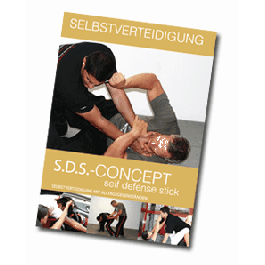 SELBSTVERTEIDIGUNG
S.D.S.-CONCEPT
self defense stick